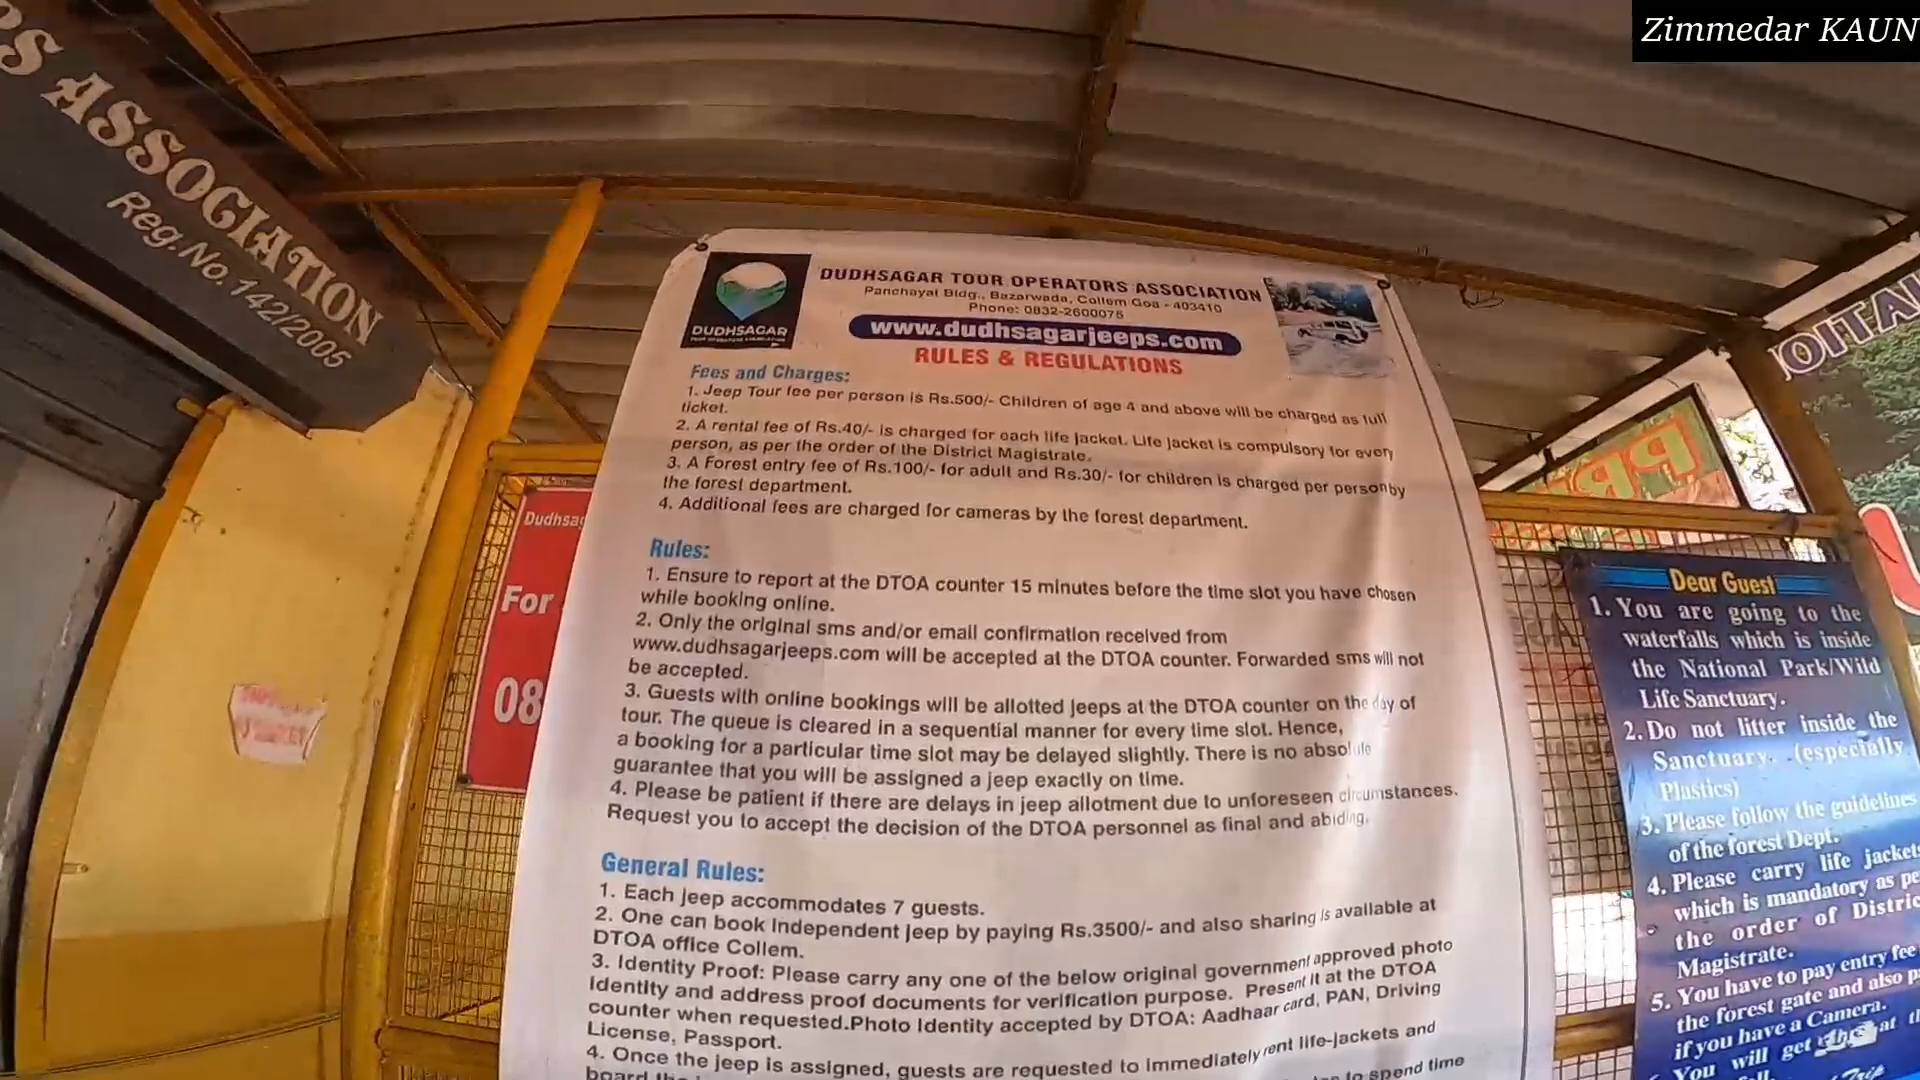 Zimmedar KAUN
ASSOCIATION
Reg.No.142/2005
DUDHSAGAR
DUDHSAGAR TOUR OPERATORS ASSOCIATION
Panchayat Bldg., Bazarwada, Collem Goa - 403410
Phone: 0832-2600075
www.dudhsagarjeeps.com
RULES & REGULATIONS
Fees and Charges:
1. Jeep Tour fee per person is Rs.500/- Children of age 4 and above will be charged as full
ticket.
2. A rental fee of Rs.40/- is charged for each life jacket. Life jacket is compulsory for every
person, as per the order of the District Magistrate.
3. A Forest entry fee of Rs.100/- for adult and Rs.30/- for children is charged per person by
the forest department.
4. Additional fees are charged for cameras by the forest department.
Rules:
1. Ensure to report at the DTOA counter 15 minutes before the time slot you have chosen
while booking online.
2. Only the original sms and/or email confirmation received from
www.dudhsagarjeeps.com will be accepted at the DTOA counter. Forwarded sms will not
be accepted.
3. Guests with online bookings will be allotted jeeps at the DTOA counter on the day of
tour. The queue is cleared in a sequential manner for every time slot. Hence,
a booking for a particular time slot may be delayed slightly. There is no absolute
guarantee that you will be assigned a jeep exactly on time.
4. Please be patient if there are delays in jeep allotment due to unforeseen circumstances.
Request you to accept the decision of the DTOA personnel as final and abiding.
General Rules:
1. Each jeep accommodates 7 guests.
2. One can book Independent jeep by paying Rs.3500/- and also sharing is available at
DTOA office Collem.
3. Identity Proof: Please carry any one of the below original government approved photo
Identity and address proof documents for verification purpose. Present it at the DTOA
counter when requested.Photo Identity accepted by DTOA: Aadhaar card, PAN, Driving
License, Passport.
4. Once the jeep is assigned, guests are requested to immediately rent life-jackets and
to spend time
Dudhsag
For
08
Dear Guest
1. You are going to the
waterfalls which is inside
the National Park/Wild
Life Sanctuary.
2. Do not litter inside the
Sanctuary. (especially
Plastics)
3. Please follow the guidelines
of the forest Dept.
4. Please carry life jackets
which is mandatory as pe
the order of Distric
Magistrate.
5. You have to pay entry fee
the forest gate and also p
if you have a Camera.
You will get at th
Trip